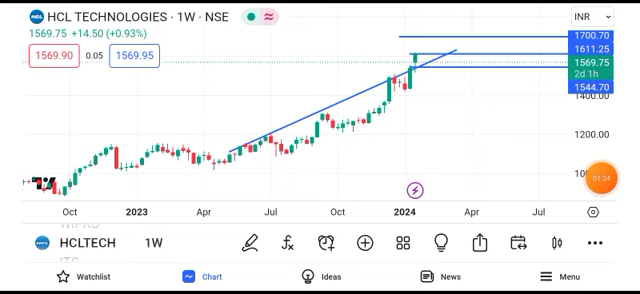 HCL HCL TECHNOLOGIES · 1W · NSE
INR
1569.75 +14.50 (+0.93%)
1569.90 0.05 1569.95
1700.70
1611.25
1569.75
2d 1h
1544.70
1400.00
1200.00
01:24
Oct 2023 Apr Jul Oct 2024 Apr Jul
WIPRO
HCL HCLTECH 1W
ITC
Watchlist Chart Ideas News Menu